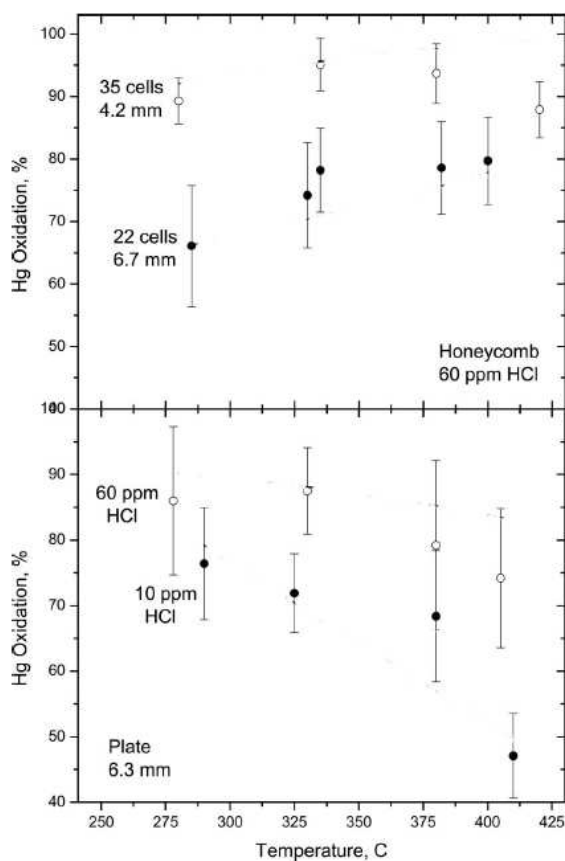 100
35 cells
4.2 mm
90
80
70
22 cells
6.7 mm
60
50
Hg Oxidation, %
Honeycomb
60 ppm HCl
90
60 ppm
HCl
80
10 ppm
HCl
70
60
50
Hg Oxidation, %
Plate
6.3 mm
40
250 275 300 325 350 375 400 425
Temperature, C